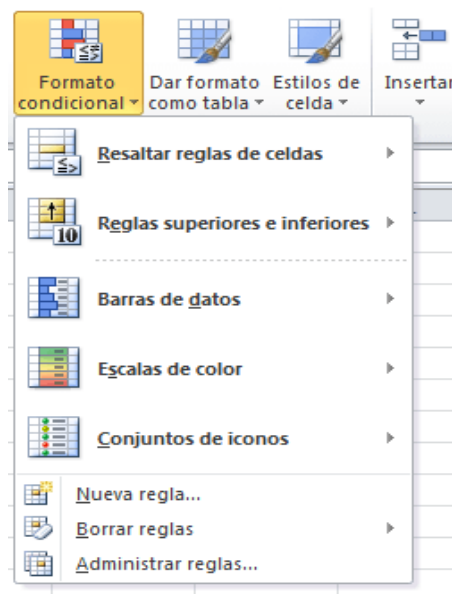 Formato condicional
Dar formato como tabla
Estilos de celda
Insertar
Resaltar reglas de celdas
10
Reglas superiores e inferiores
Barras de datos
Escalas de color
Conjuntos de iconos
Nueva regla...
Borrar reglas
Administrar reglas...